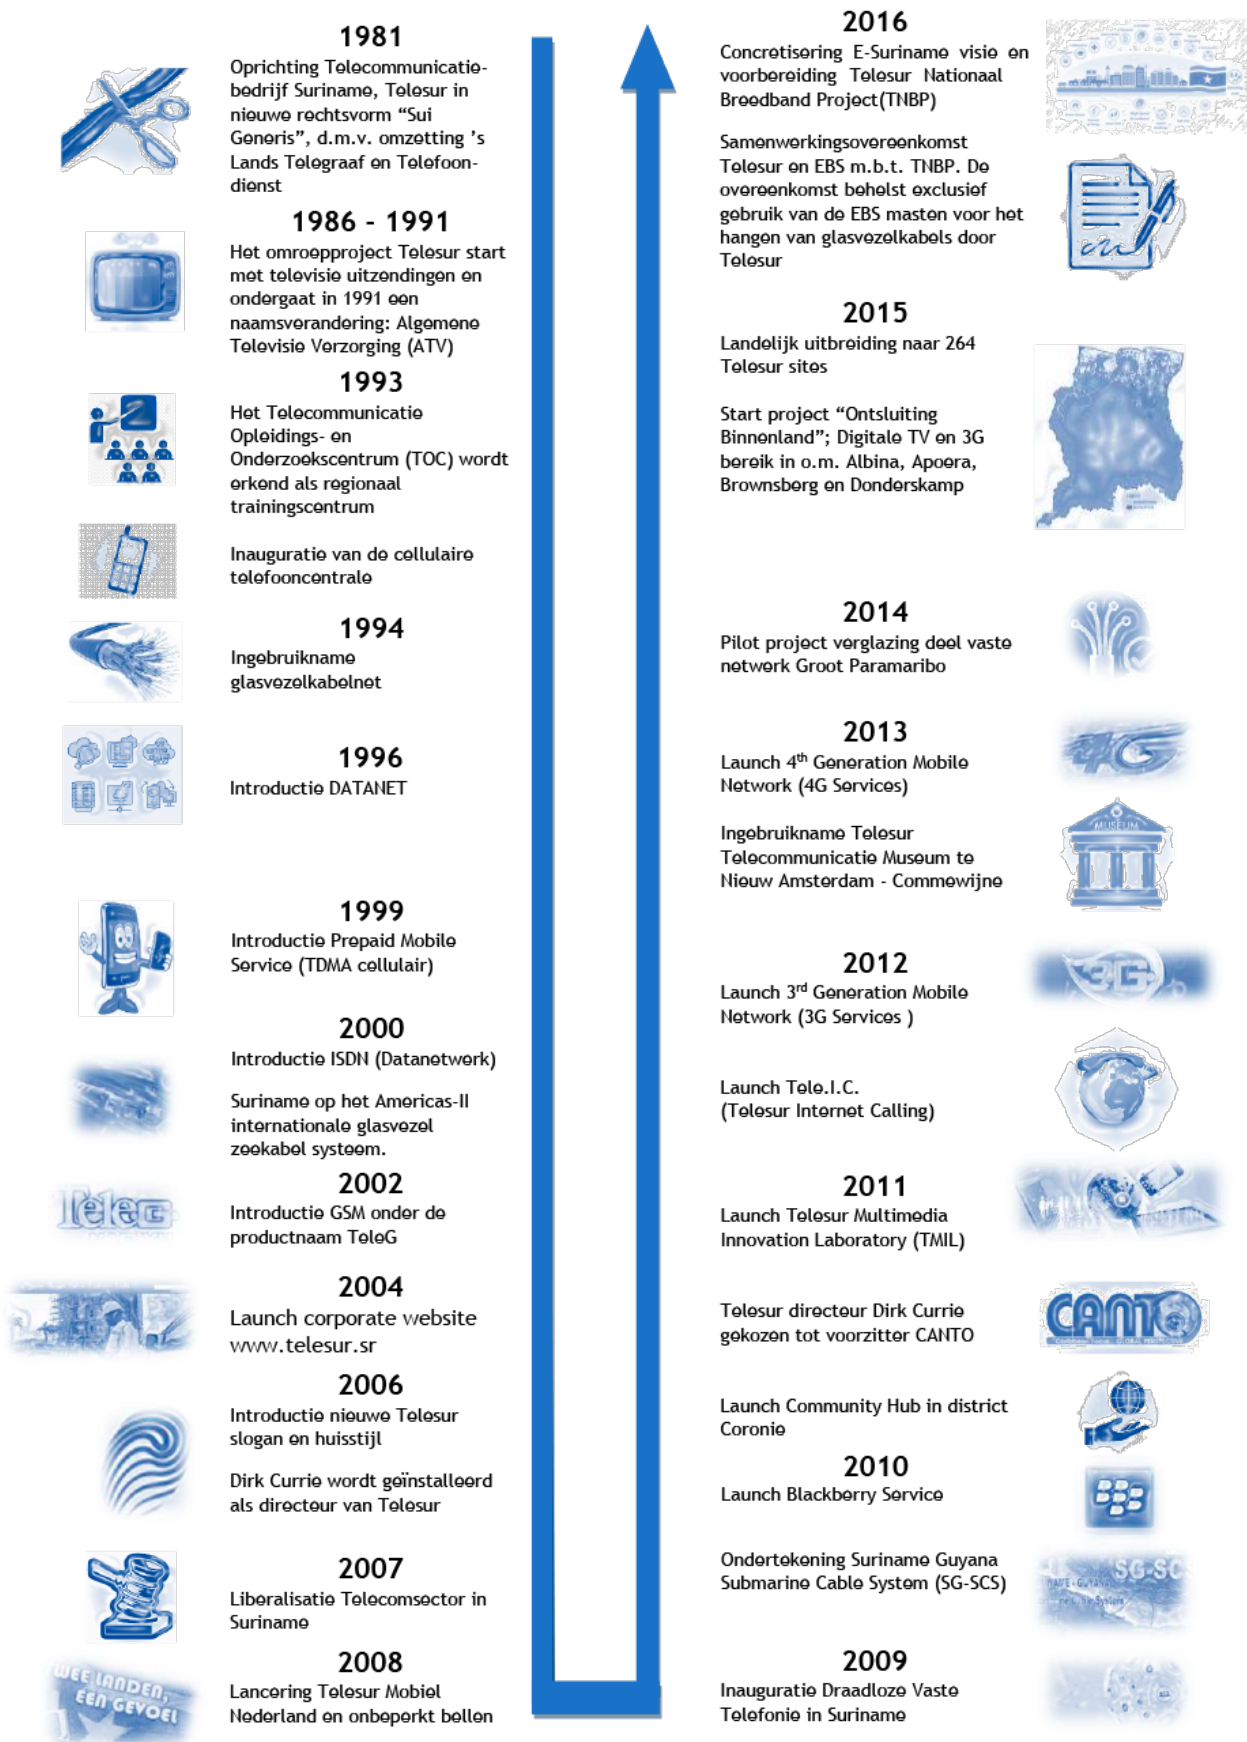 1981
Oprichting Telecommunicatie-
bedrijf Suriname, Telesur in
nieuwe rechtsvorm “Sui
Generis”, d.m.v. omzetting ’s
Lands Telegraaf en Telefoon-
dienst
1986 - 1991
Het omroepproject Telesur start
met televisie uitzendingen en
ondergaat in 1991 een
naamsverandering: Algemene
Televisie Verzorging (ATV)
1993
Het Telecommunicatie
Opleidings- en
Onderzoekscentrum (TOC) wordt
erkend als regionaal
trainingscentrum
Inauguratie van de cellulaire
telefooncentrale
1994
Ingebruikname
glasvezelkabelnet
1996
Introductie DATANET
1999
Introductie Prepaid Mobile
Service (TDMA cellulair)
2000
Introductie ISDN (Datanetwerk)
Suriname op het Americas-II
internationale glasvezel
zeekabel systeem.
TeleG
2002
Introductie GSM onder de
productnaam TeleG
2004
Launch corporate website
www.telesur.sr
2006
Introductie nieuwe Telesur
slogan en huisstijl
Dirk Currie wordt geïnstalleerd
als directeur van Telesur
2007
Liberalisatie Telecomsector in
Suriname
WEE LANDEN,
EEN GEVOEL
2008
Lancering Telesur Mobiel
Nederland en onbeperkt bellen
2016
Concretisering E-Suriname visie en
voorbereiding Telesur Nationaal
Breedband Project(TNBP)
Samenwerkingsovereenkomst
Telesur en EBS m.b.t. TNBP. De
overeenkomst behelst exclusief
gebruik van de EBS masten voor het
hangen van glasvezelkabels door
Telesur
2015
Landelijk uitbreiding naar 264
Telesur sites
Start project “Ontsluiting
Binnenland”; Digitale TV en 3G
bereik in o.m. Albina, Apoera,
Brownsberg en Donderskamp
2014
Pilot project verglazing deel vaste
netwerk Groot Paramaribo
2013
Launch 4th Generation Mobile
Network (4G Services)
4G
Ingebruikname Telesur
Telecommunicatie Museum te
Nieuw Amsterdam - Commewijne
MUSEUM
2012
Launch 3rd Generation Mobile
Network (3G Services )
3G
Launch Tele.I.C.
(Telesur Internet Calling)
2011
Launch Telesur Multimedia
Innovation Laboratory (TMIL)
Telesur directeur Dirk Currie
gekozen tot voorzitter CANTO
CANTO
Launch Community Hub in district
Coronie
2010
Launch Blackberry Service
Ondertekening Suriname Guyana
Submarine Cable System (SG-SCS)
SG-SC
2009
Inauguratie Draadloze Vaste
Telefonie in Suriname